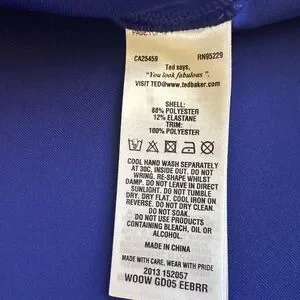 CA25459 RN95229
Ted says,
"You look fabulous".
VISIT TED@www.tedbaker.com
SHELL:
88% POLYESTER
12% ELASTANE
TRIM:
100% POLYESTER
COOL HAND WASH SEPARATELY
AT 30C, INSIDE OUT. DO NOT
WRING. RE-SHAPE WHILST
DAMP. DO NOT LEAVE IN DIRECT
SUNLIGHT. DO NOT TUMBLE
DRY. DRY FLAT. COOL IRON ON
REVERSE. DO NOT DRY CLEAN.
DO NOT SOAK.
DO NOT USE PRODUCTS
CONTAINING BLEACH, OIL OR
ALCOHOL.
MADE IN CHINA
MADE WITH CARE, WEAR WITH PRIDE
2013 152057
WOOW GD05 EEBRR